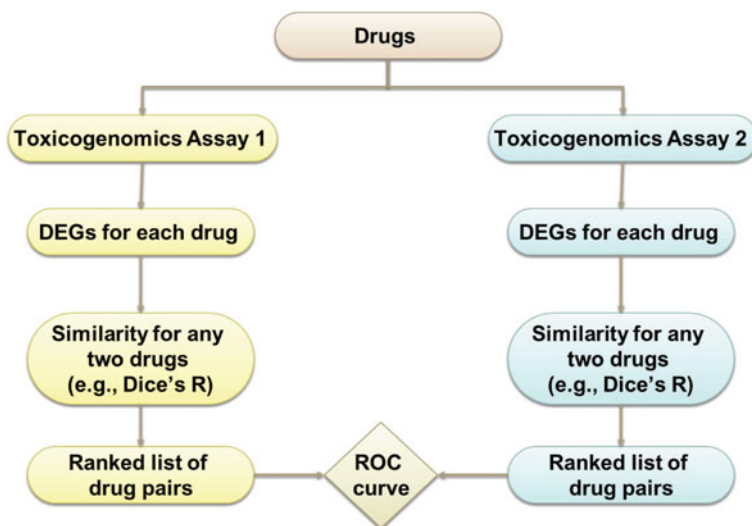 Drugs
Toxicogenomics Assay 1
DEGs for each drug
Similarity for any
two drugs
(e.g., Dice's R)
Ranked list of
drug pairs
Toxicogenomics Assay 2
DEGs for each drug
Similarity for any
two drugs
(e.g., Dice's R)
Ranked list of
drug pairs
ROC
curve